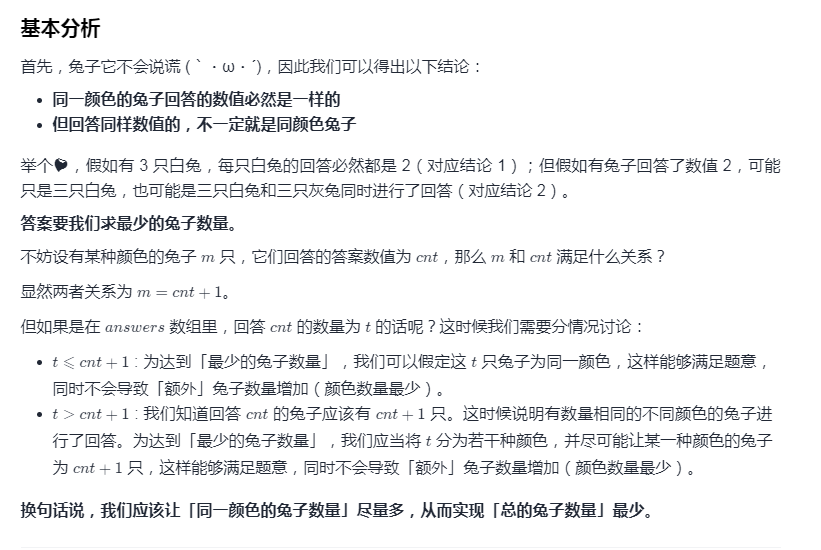 基本分析
首先，兔子它不会说谎 ( ｀・ω・´)，因此我们可以得出以下结论：
• 同一颜色的兔子回答的数值必然是一样的
• 但回答同样数值的，不一定就是同颜色兔子
举个，假如有 3 只白兔，每只白兔的回答必然都是 2（对应结论 1）；但假如有兔子回答了数值 2，可能
只是三只白兔，也可能是三只白兔和三只灰兔同时进行了回答（对应结论 2）。
答案要我们求最少的兔子数量。
不妨设有某种颜色的兔子 m 只，它们回答的答案数值为 cnt，那么 m 和 cnt 满足什么关系？
显然两者关系为 m = cnt + 1。
但如果是在 answers 数组里，回答 cnt 的数量为 t 的话呢？这时候我们需要分情况讨论：
• t ⩽ cnt + 1 : 为达到「最少的兔子数量」，我们可以假定这 t 只兔子为同一颜色，这样能够满足题意，
同时不会导致「额外」兔子数量增加（颜色数量最少）。
• t > cnt + 1 : 我们知道回答 cnt 的兔子应该有 cnt + 1 只。这时候说明有数量相同的不同颜色的兔子进
行了回答。为达到「最少的兔子数量」，我们应当将 t 分为若干种颜色，并尽可能让某一种颜色的兔子
为 cnt + 1 只，这样能够满足题意，同时不会导致「额外」兔子数量增加（颜色数量最少）。
换句话说，我们应该让「同一颜色的兔子数量」尽量多，从而实现「总的兔子数量」最少。